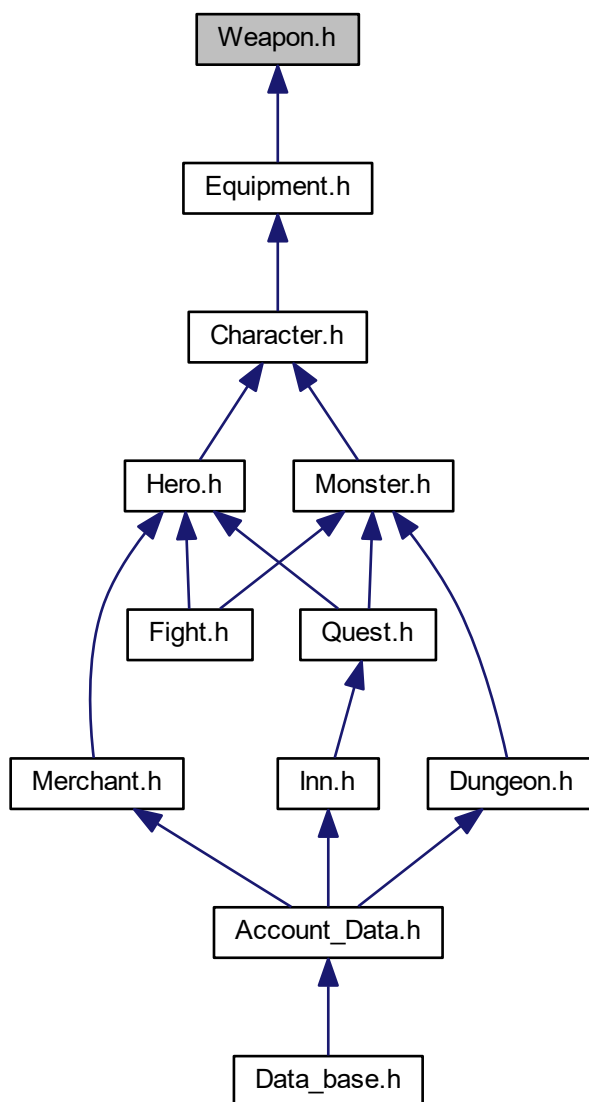 Weapon.h
Equipment.h
Character.h
Hero.h
Monster.h
Fight.h
Quest.h
Merchant.h
Inn.h
Dungeon.h
Account_Data.h
Data_base.h